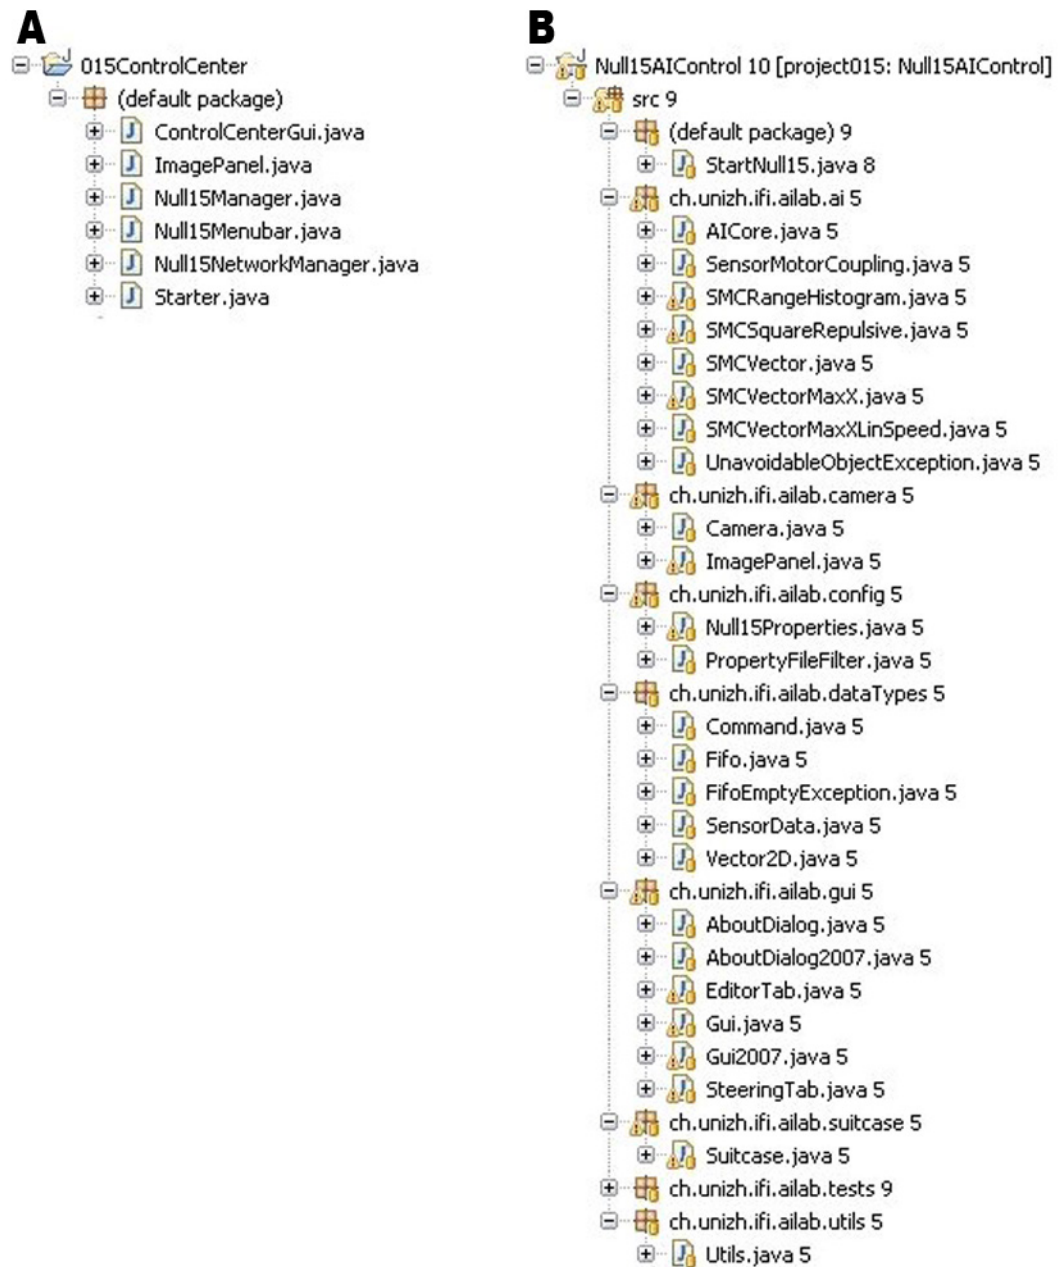 A
015ControlCenter
(default package)
ControlCenterGui.java
ImagePanel.java
Null15Manager.java
Null15Menubar.java
Null15NetworkManager.java
Starter.java
B
Null15AIControl 10 [project015: Null15AIControl]
src 9
(default package) 9
StartNull15.java 8
ch.unizh.ifi.ailab.ai 5
AICore.java 5
SensorMotorCoupling.java 5
SMCRangeHistogram.java 5
SMCSquareRepulsive.java 5
SMCVector.java 5
SMCVectorMaxX.java 5
SMCVectorMaxXLinSpeed.java 5
UnavoidableObjectException.java 5
ch.unizh.ifi.ailab.camera 5
Camera.java 5
ImagePanel.java 5
ch.unizh.ifi.ailab.config 5
Null15Properties.java 5
PropertyFileFilter.java 5
ch.unizh.ifi.ailab.dataTypes 5
Command.java 5
Fifo.java 5
FifoEmptyException.java 5
SensorData.java 5
Vector2D.java 5
ch.unizh.ifi.ailab.gui 5
AboutDialog.java 5
AboutDialog2007.java 5
EditorTab.java 5
Gui.java 5
Gui2007.java 5
SteeringTab.java 5
ch.unizh.ifi.ailab.suitcase 5
Suitcase.java 5
ch.unizh.ifi.ailab.tests 9
ch.unizh.ifi.ailab.utils 5
Utils.java 5